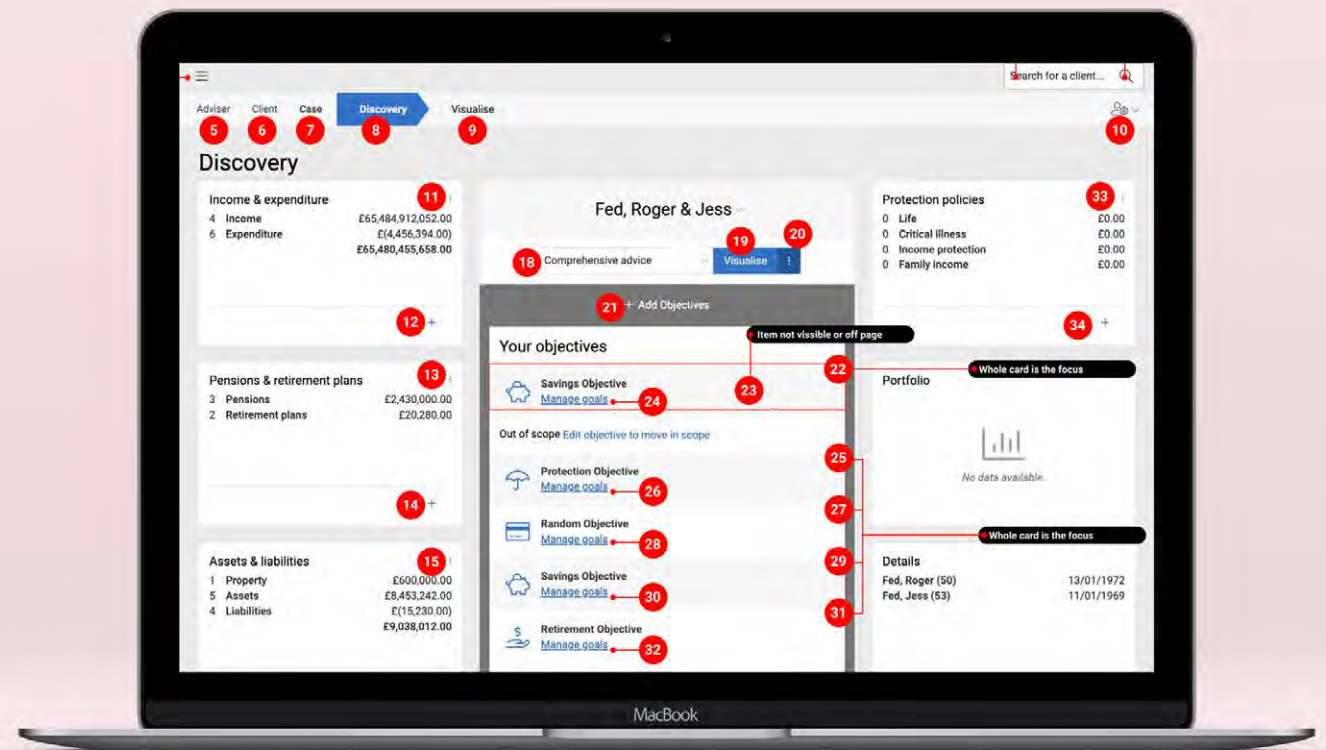 Search for a client...
Adviser Client Case Discovery Visualise
5 6 7 8 9 10
Discovery
Income & expenditure 11
4 Income £65,484,912,052.00
6 Expenditure £(4,456,394.00)
£65,480,455,658.00
12 +
Pensions & retirement plans 13
3 Pensions £2,430,000.00
2 Retirement plans £20,280.00
14 +
Assets & liabilities 15
1 Property £600,000.00
5 Assets £8,453,242.00
4 Liabilities £(15,230.00)
£9,038,012.00
Fed, Roger & Jess
18 Comprehensive advice
19 20
Visualise
21 + Add Objectives
Item not vissible or off page
Your objectives
22 Whole card is the focus
23
Savings Objective
Manage goals 24
Out of scope Edit objective to move in scope
25
Protection Objective
Manage goals 26
27
Random Objective
Manage goals 28
Whole card is the focus
29
Savings Objective
Manage goals 30
31
Retirement Objective
Manage goals 32
Protection policies 33
0 Life £0.00
0 Critical illness £0.00
0 Income protection £0.00
0 Family income £0.00
34 +
Portfolio
No data available.
Details
Fed, Roger (50) 13/01/1972
Fed, Jess (53) 11/01/1969
MacBook